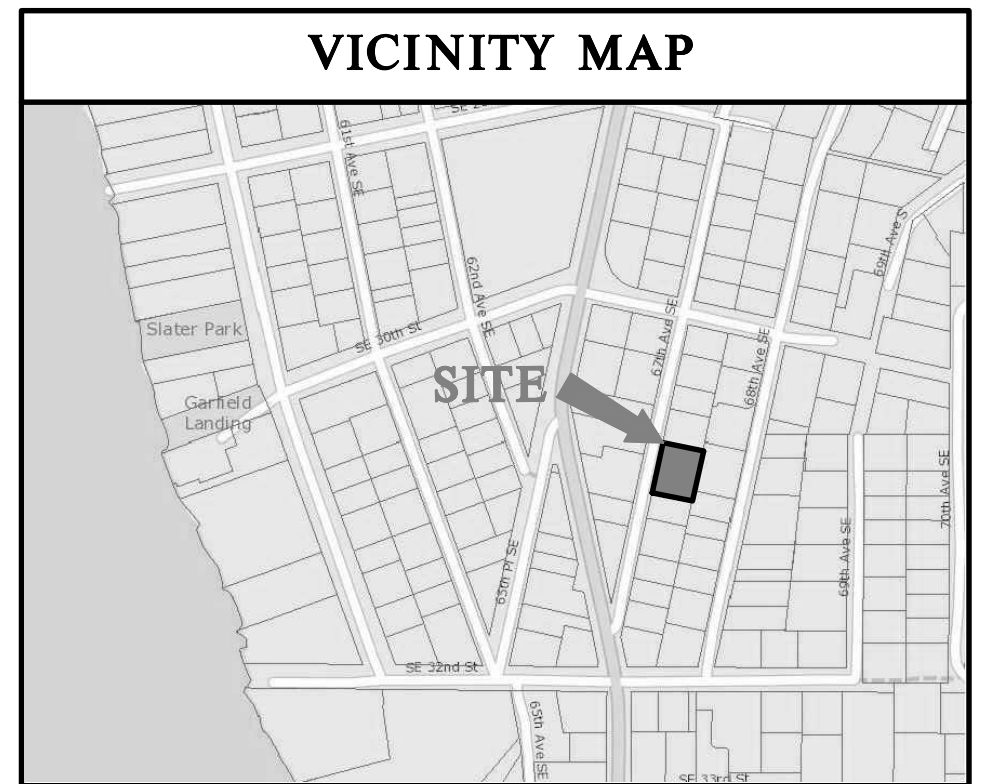 VICINITY MAP
SE
61st Ave SE
69th Ave S
62nd Ave SE
Slater Park
SE 30th St
67th Ave SE
68th Ave SE
SITE
Garfield
Landing
70th Ave SE
69th Ave SE
63rd Pl SE
SE 32nd St
65th Ave SE
SE 33rd St